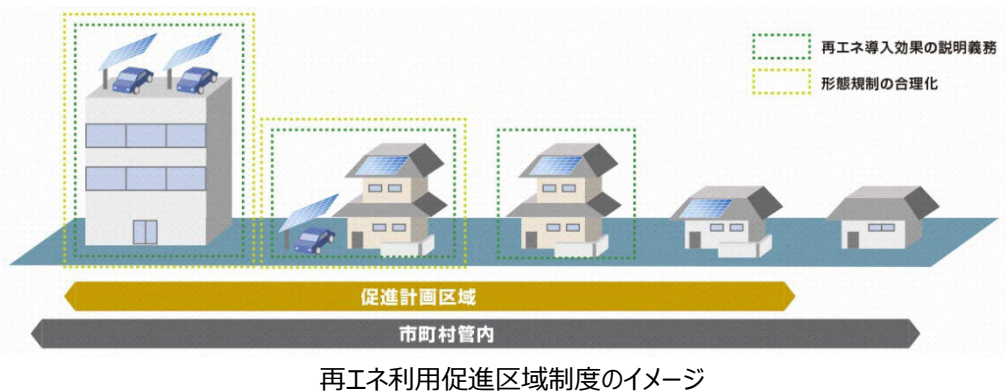 再エネ導入効果の説明義務
形態規制の合理化
促進計画区域
市町村管内
再エネ利用促進区域制度のイメージ